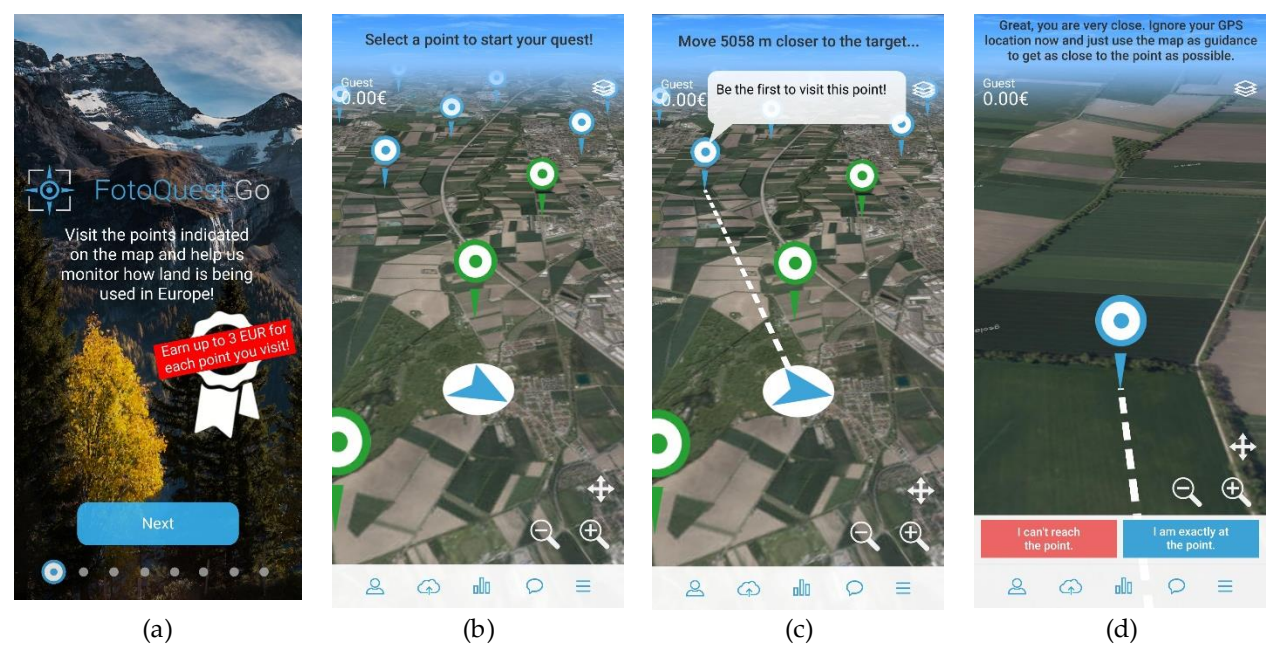 FotoQuest Go
Visit the points indicated
on the map and help us
monitor how land is being
used in Europe!
Earn up to 3 EUR for
each point you visit!
Next
(a)
Select a point to start your quest!
Guest
0.00€
(b)
Move 5058 m closer to the target...
Guest
0.00€
Be the first to visit this point!
(c)
Great, you are very close. Ignore your GPS
location now and just use the map as guidance
to get as close to the point as possible.
Guest
0.00€
I can't reach
the point.
I am exactly at
the point.
(d)